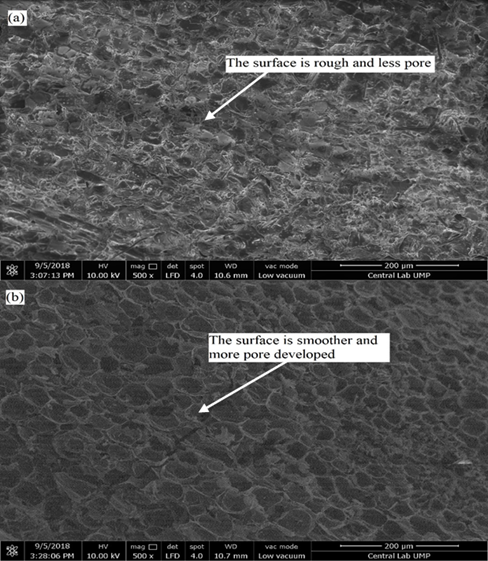 (a)
The surface is rough and less pore
9/5/2018 HV mag □ det spot WD vac mode 200 µm
3:07:13 PM 10.00 kV 500 x LFD 4.0 10.6 mm Low vacuum Central Lab UMP
(b)
The surface is smoother and
more pore developed
9/5/2018 HV mag □ det spot WD vac mode 200 µm
3:28:06 PM 10.00 kV 500 x LFD 4.0 10.7 mm Low vacuum Central Lab UMP